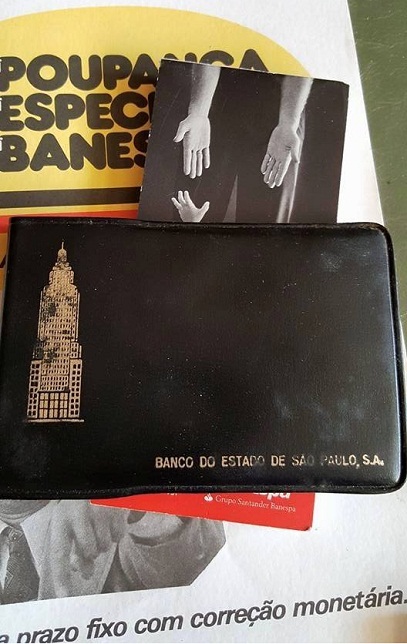 POUPANÇA
ESPEC
BANES
BANCO DO ESTADO DE SÃO PAULO, S.A.
Grupo Santander Banespa
a prazo fixo com correção monetária.